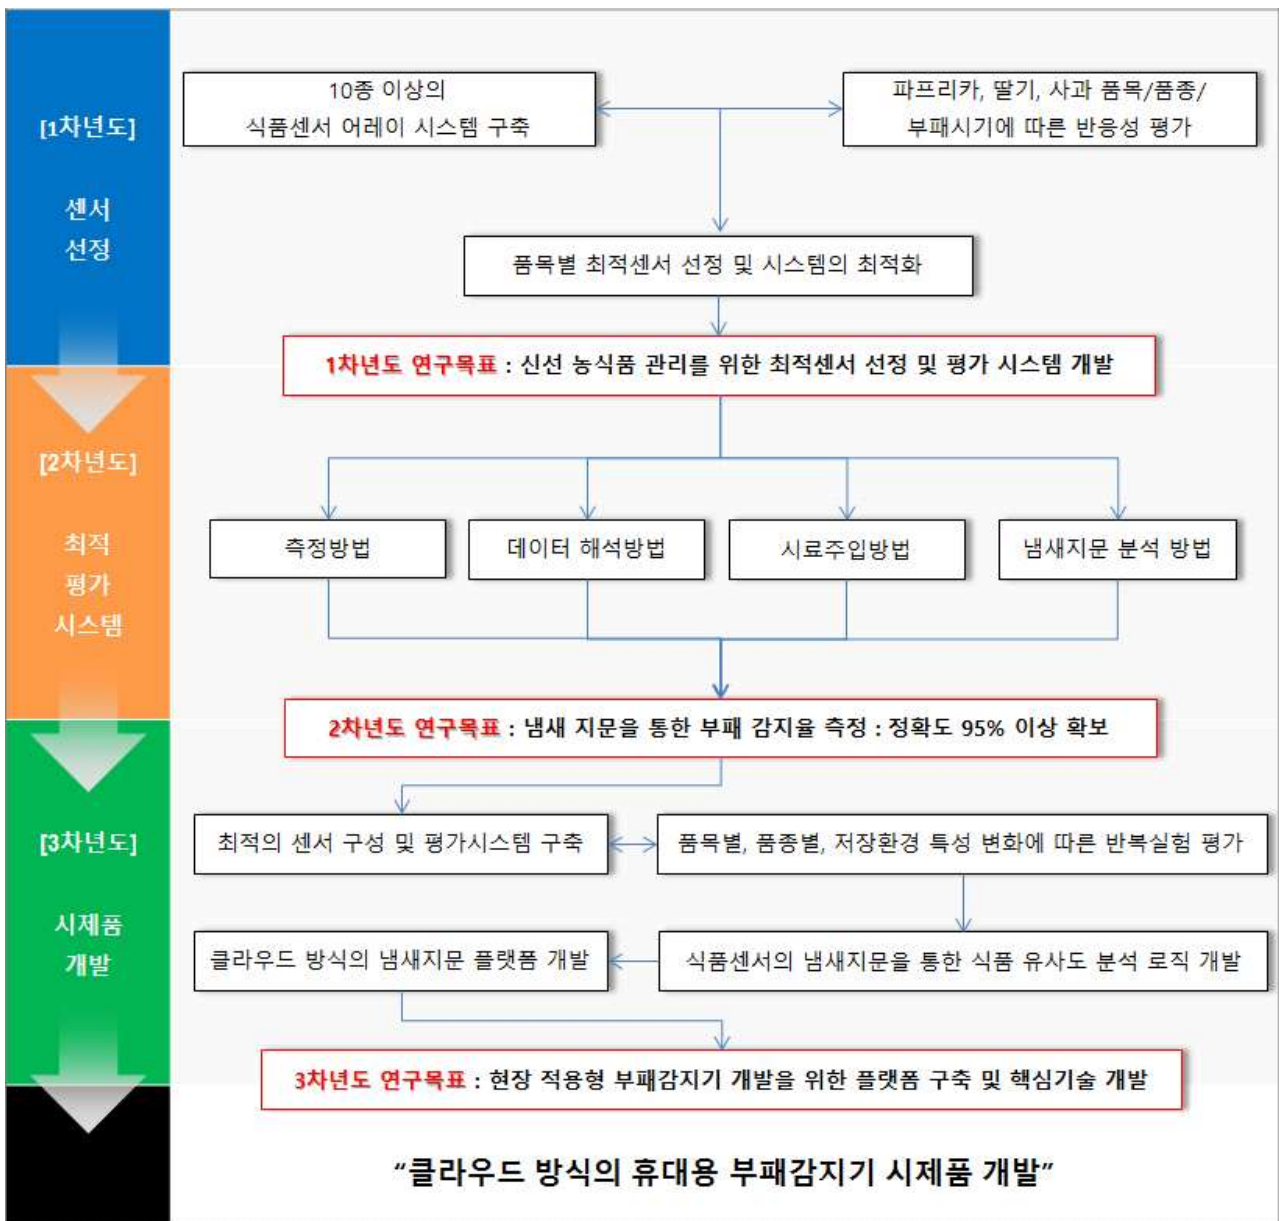 [1차년도]
센서
선정
10종 이상의
식품센서 어레이 시스템 구축
파프리카, 딸기, 사과 품목/품종/
부패시기에 따른 반응성 평가
품목별 최적센서 선정 및 시스템의 최적화
1차년도 연구목표 : 신선 농식품 관리를 위한 최적센서 선정 및 평가 시스템 개발
[2차년도]
최적
평가
시스템
측정방법
데이터 해석방법
시료주입방법
냄새지문 분석 방법
2차년도 연구목표 : 냄새 지문을 통한 부패 감지율 측정 : 정확도 95% 이상 확보
[3차년도]
시제품
개발
최적의 센서 구성 및 평가시스템 구축
품목별, 품종별, 저장환경 특성 변화에 따른 반복실험 평가
클라우드 방식의 냄새지문 플랫폼 개발
식품센서의 냄새지문을 통한 식품 유사도 분석 로직 개발
3차년도 연구목표 : 현장 적용형 부패감지기 개발을 위한 플랫폼 구축 및 핵심기술 개발
“클라우드 방식의 휴대용 부패감지기 시제품 개발”